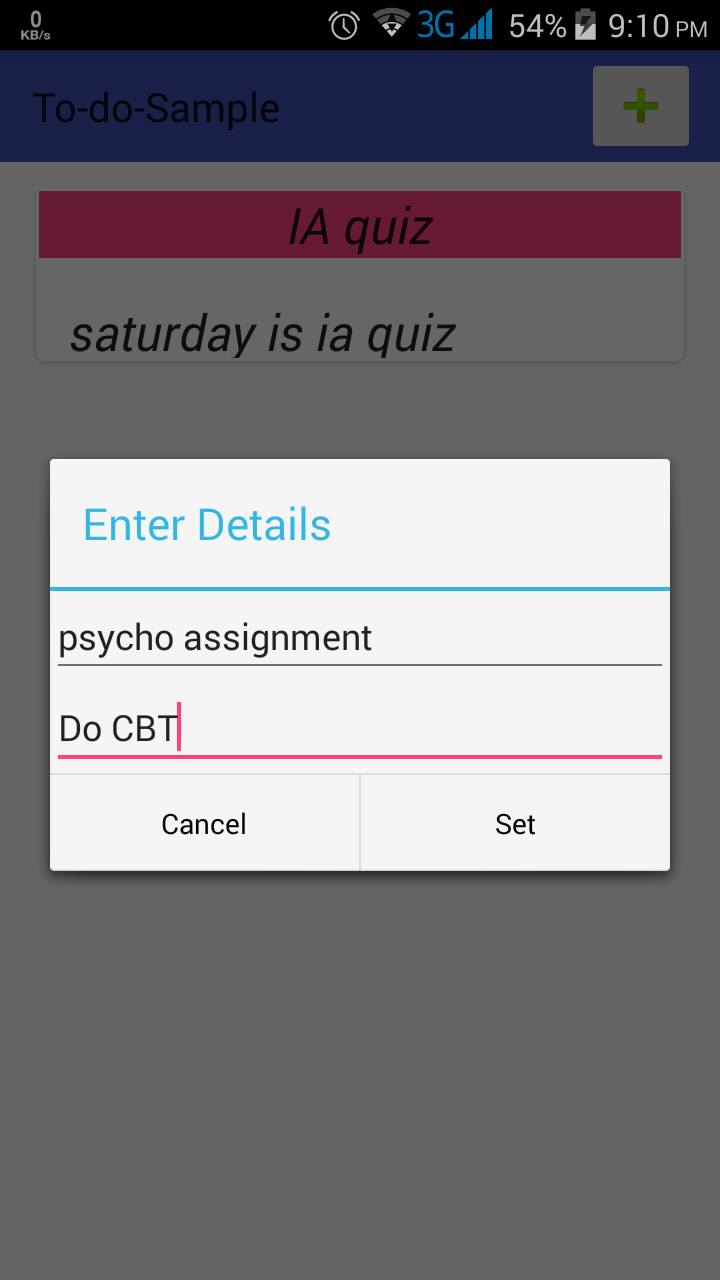 0
KB/s
3G
54%
9:10 PM
To-do-Sample
IA quiz
saturday is ia quiz
Enter Details
psycho assignment
Do CBT
Cancel
Set